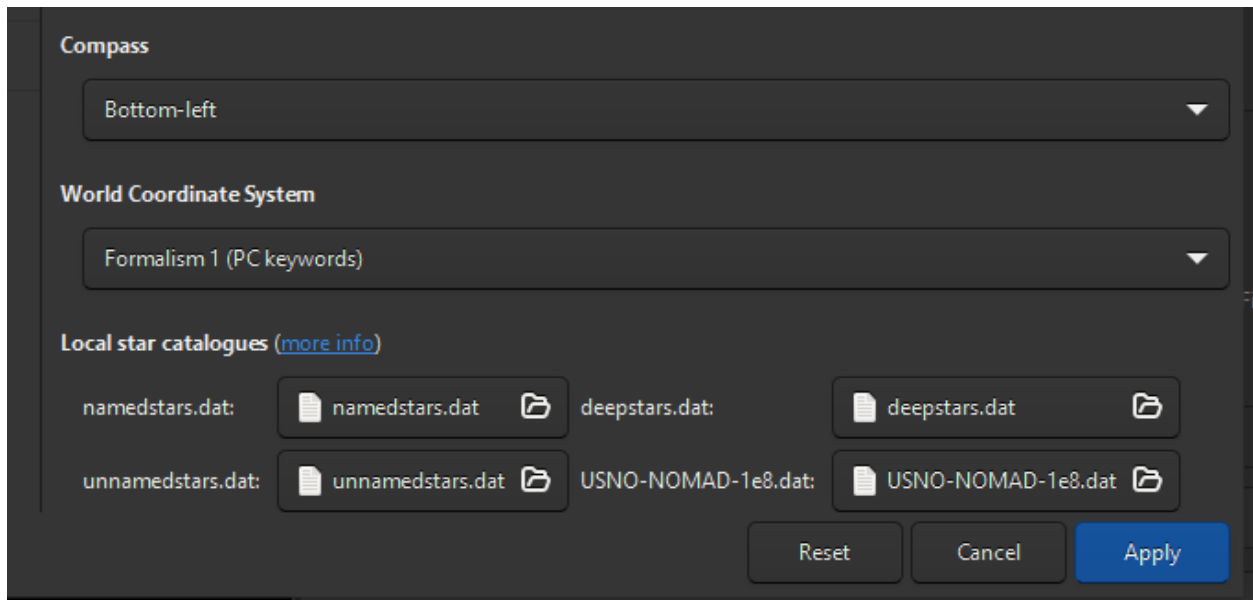 Compass
Bottom-left
World Coordinate System
Formalism 1 (PC keywords)
Local star catalogues (more info)
namedstars.dat: namedstars.dat deepstars.dat: deepstars.dat
unnamedstars.dat: unnamedstars.dat USNO-NOMAD-1e8.dat: USNO-NOMAD-1e8.dat
Reset Cancel Apply